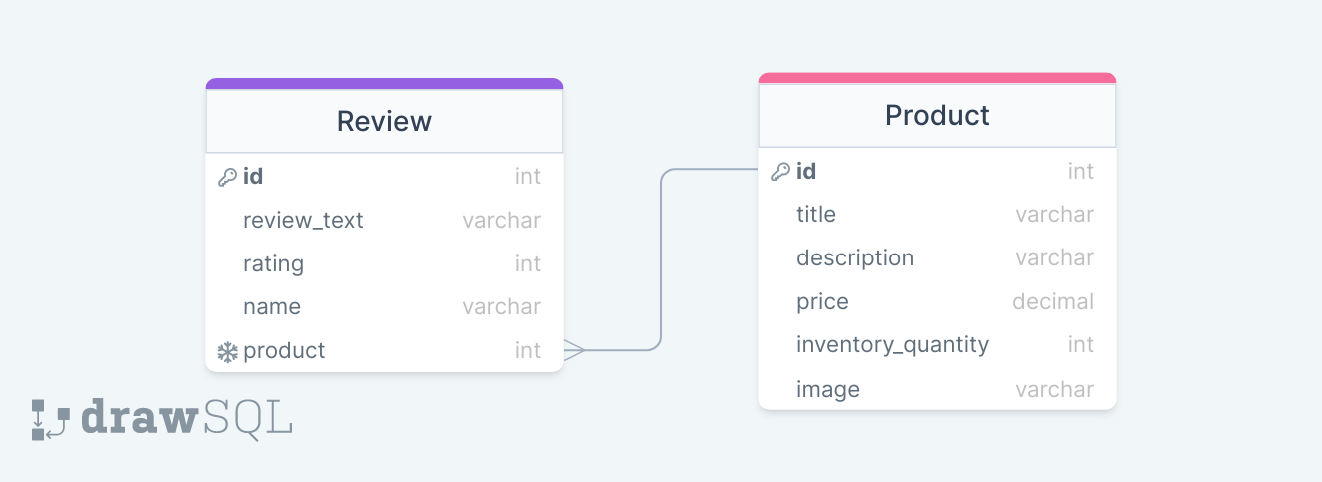 Review
id int
review_text varchar
rating int
name varchar
product int
Product
id int
title varchar
description varchar
price decimal
inventory_quantity int
image varchar
drawSQL